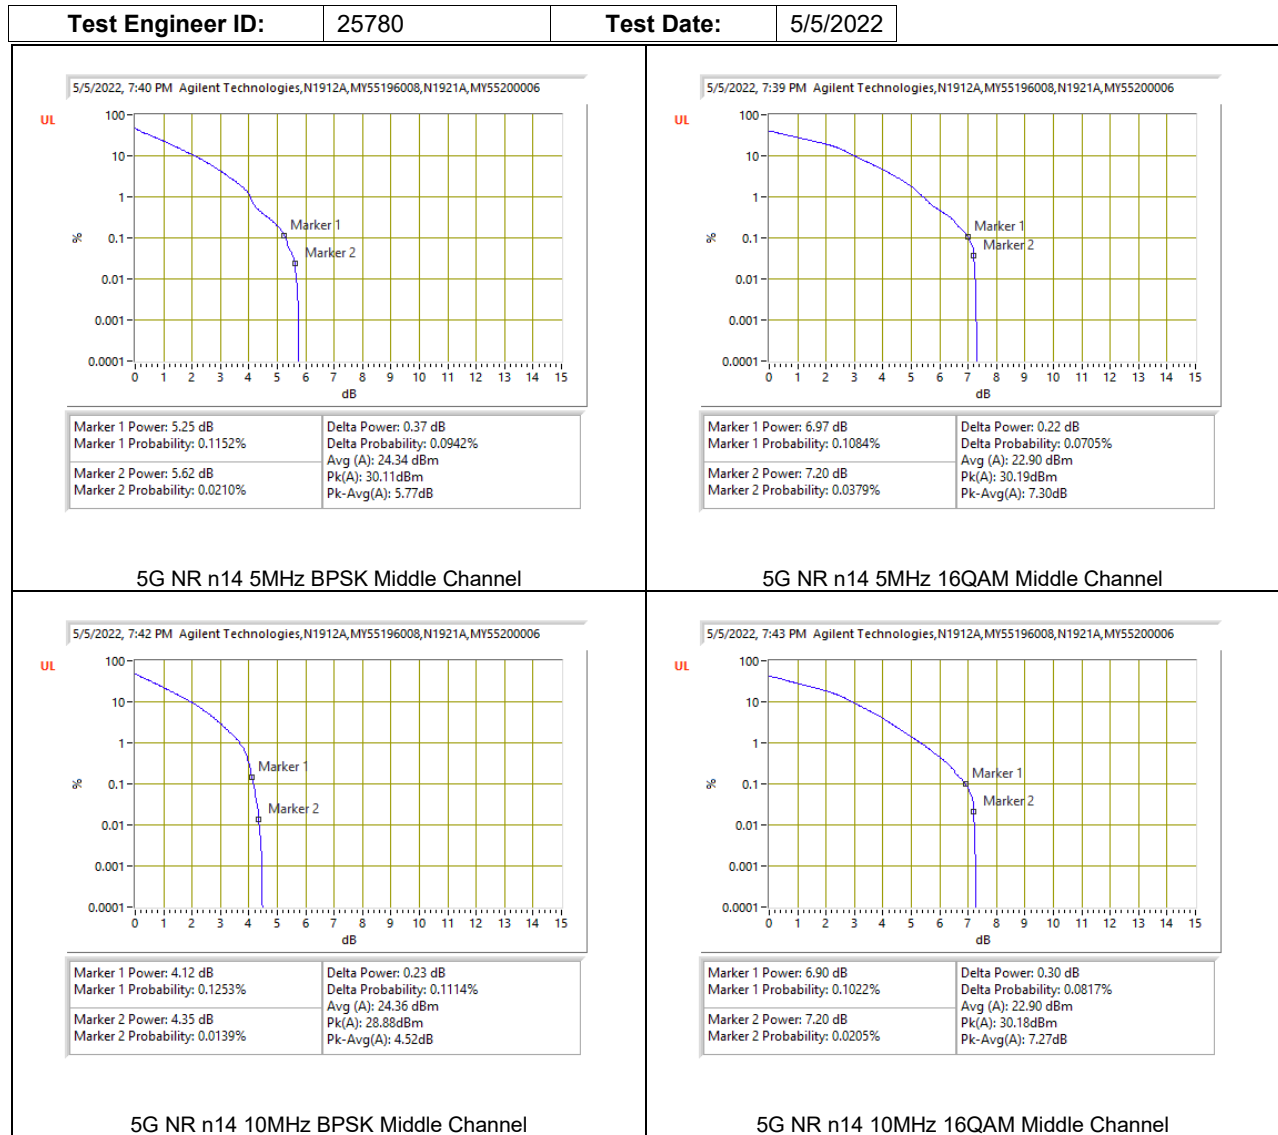 Test Engineer ID: 25780 Test Date: 5/5/2022
5/5/2022, 7:40 PM Agilent Technologies,N1912A,MY55196008,N1921A,MY55200006
UL
100
10
1
%
0.1
0.01
0.001
0.0001
Marker 1
Marker 2
0 1 2 3 4 5 6 7 8 9 10 11 12 13 14 15
dB
Marker 1 Power: 5.25 dB
Marker 1 Probability: 0.1152%
Marker 2 Power: 5.62 dB
Marker 2 Probability: 0.0210%
Delta Power: 0.37 dB
Delta Probability: 0.0942%
Avg (A): 24.34 dBm
Pk(A): 30.11dBm
Pk-Avg(A): 5.77dB
5G NR n14 5MHz BPSK Middle Channel
5/5/2022, 7:39 PM Agilent Technologies,N1912A,MY55196008,N1921A,MY55200006
UL
100
10
1
%
0.1
0.01
0.001
0.0001
Marker 1
Marker 2
0 1 2 3 4 5 6 7 8 9 10 11 12 13 14 15
dB
Marker 1 Power: 6.97 dB
Marker 1 Probability: 0.1084%
Marker 2 Power: 7.20 dB
Marker 2 Probability: 0.0379%
Delta Power: 0.22 dB
Delta Probability: 0.0705%
Avg (A): 22.90 dBm
Pk(A): 30.19dBm
Pk-Avg(A): 7.30dB
5G NR n14 5MHz 16QAM Middle Channel
5/5/2022, 7:42 PM Agilent Technologies,N1912A,MY55196008,N1921A,MY55200006
UL
100
10
1
%
0.1
0.01
0.001
0.0001
Marker 1
Marker 2
0 1 2 3 4 5 6 7 8 9 10 11 12 13 14 15
dB
Marker 1 Power: 4.12 dB
Marker 1 Probability: 0.1253%
Marker 2 Power: 4.35 dB
Marker 2 Probability: 0.0139%
Delta Power: 0.23 dB
Delta Probability: 0.1114%
Avg (A): 24.36 dBm
Pk(A): 28.88dBm
Pk-Avg(A): 4.52dB
5G NR n14 10MHz BPSK Middle Channel
5/5/2022, 7:43 PM Agilent Technologies,N1912A,MY55196008,N1921A,MY55200006
UL
100
10
1
%
0.1
0.01
0.001
0.0001
Marker 1
Marker 2
0 1 2 3 4 5 6 7 8 9 10 11 12 13 14 15
dB
Marker 1 Power: 6.90 dB
Marker 1 Probability: 0.1022%
Marker 2 Power: 7.20 dB
Marker 2 Probability: 0.0205%
Delta Power: 0.30 dB
Delta Probability: 0.0817%
Avg (A): 22.90 dBm
Pk(A): 30.18dBm
Pk-Avg(A): 7.27dB
5G NR n14 10MHz 16QAM Middle Channel